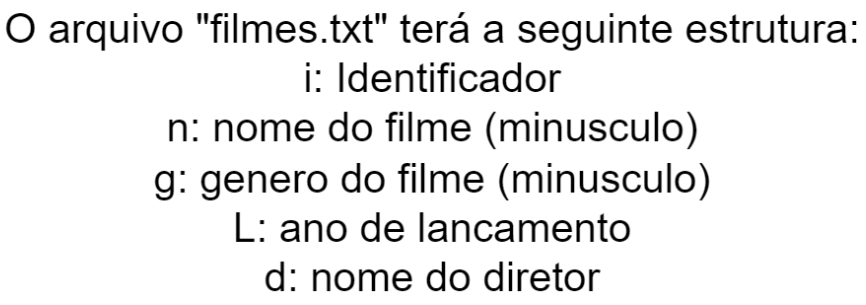 O arquivo "filmes.txt" terá a seguinte estrutura:
i: Identificador
n: nome do filme (minusculo)
g: genero do filme (minusculo)
L: ano de lancamento
d: nome do diretor